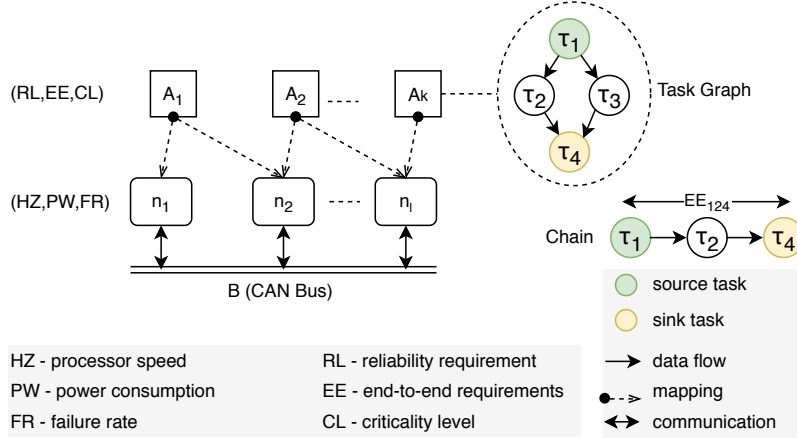 τ1
(RL,EE,CL)
A1
A2
Ak
τ2
τ3
Task Graph
τ4
(HZ,PW,FR)
n1
n2
nl
EE124
Chain
τ1
τ2
τ4
B (CAN Bus)
source task
sink task
HZ - processor speed
RL - reliability requirement
data flow
PW - power consumption
EE - end-to-end requirements
mapping
FR - failure rate
CL - criticality level
communication